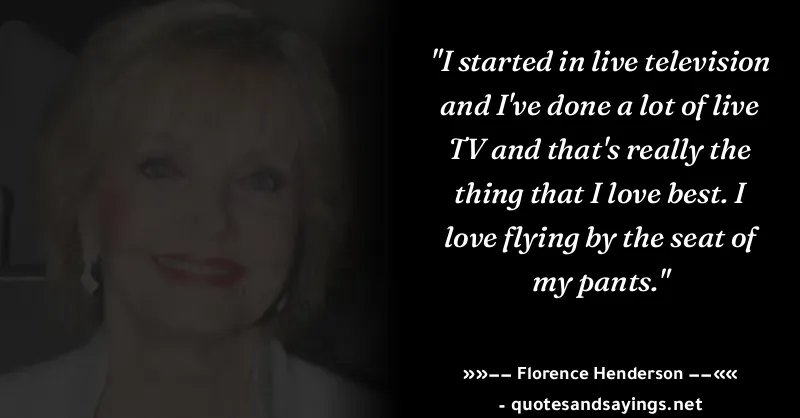 "I started in live television
and I've done a lot of live
TV and that's really the
thing that I love best. I
love flying by the seat of
my pants."
»»–– Florence Henderson ––««
- quotesandsayings.net